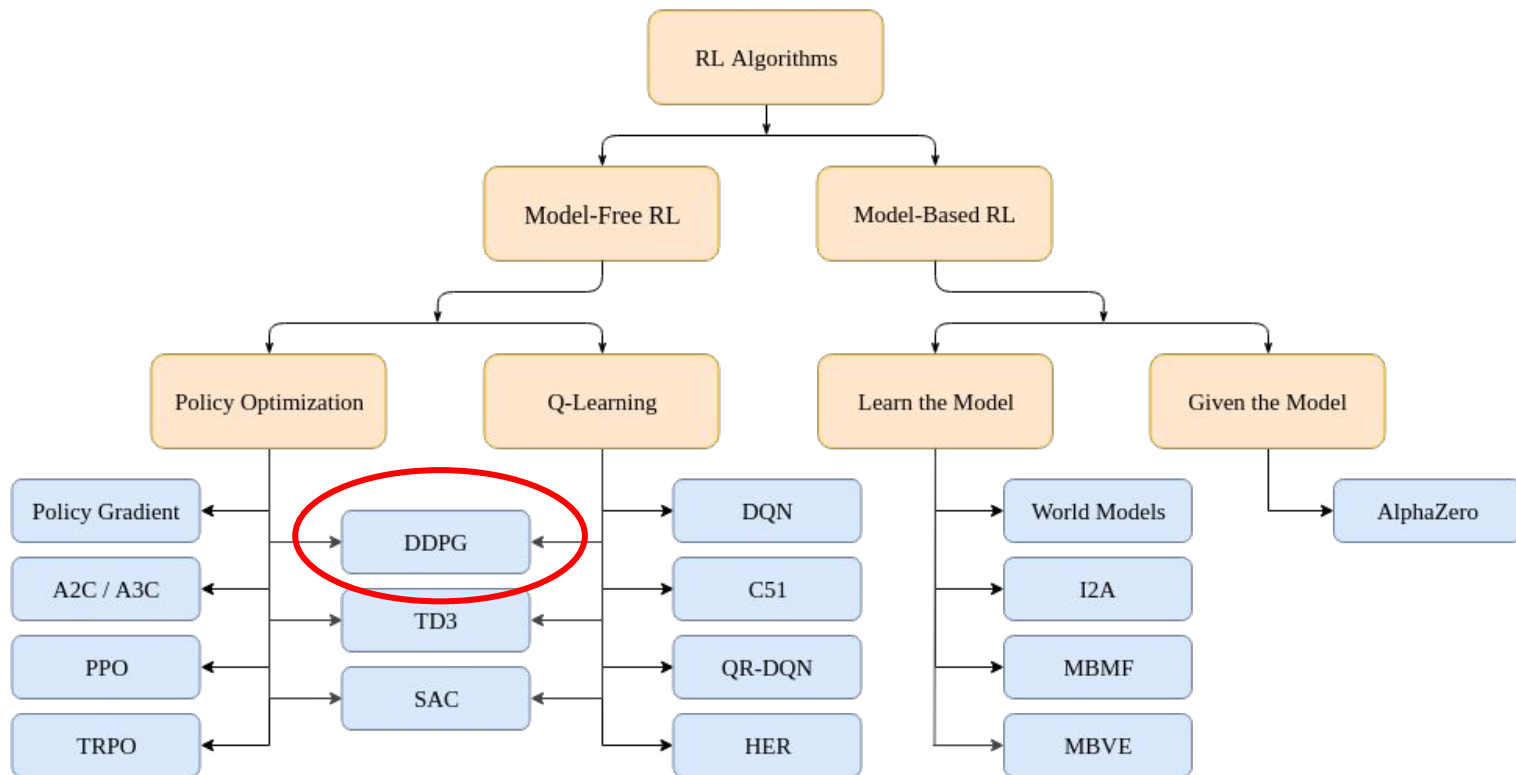 RL Algorithms
Model-Free RL
Model-Based RL
Policy Optimization
Q-Learning
Learn the Model
Given the Model
Policy Gradient
DDPG
DQN
World Models
AlphaZero
A2C / A3C
TD3
C51
I2A
PPO
SAC
QR-DQN
MBMF
TRPO
HER
MBVE